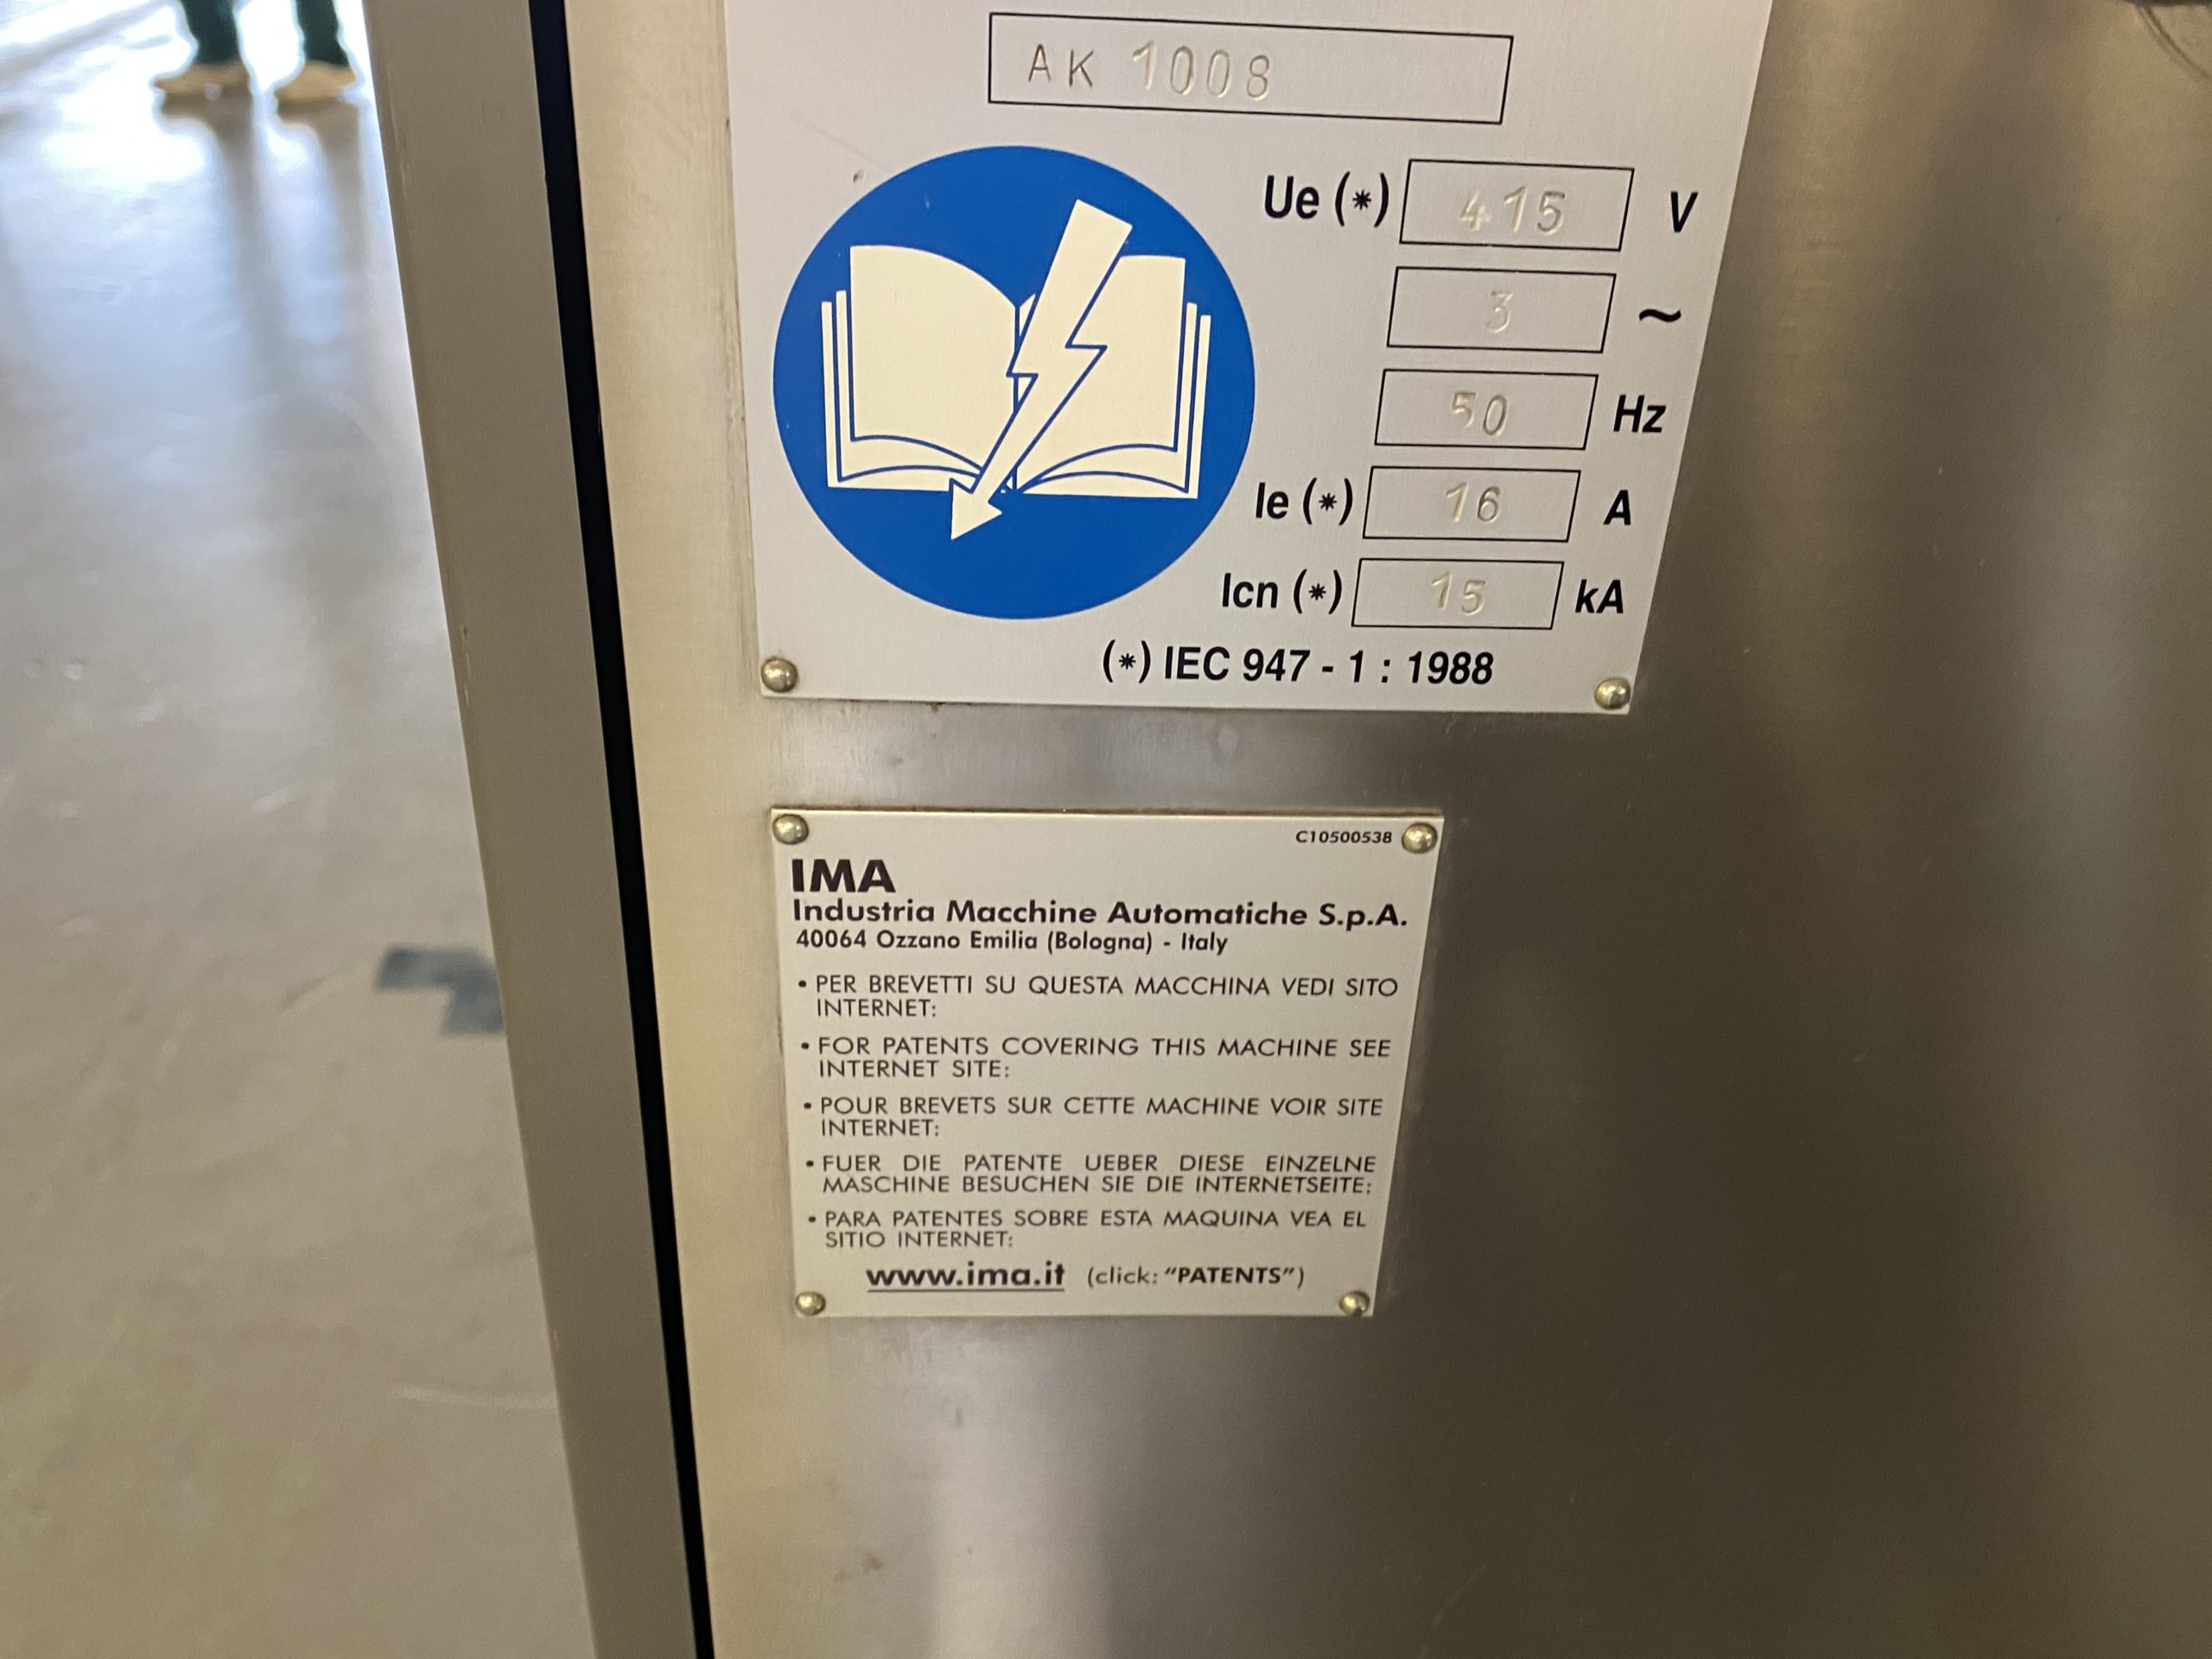 AK 1008
Ue (*) 415 V
3 ~
50 Hz
Ie (*) 16 A
Icn (*) 15 kA
(*) IEC 947 - 1 : 1988
C10500538
IMA
Industria Macchine Automatiche S.p.A.
40064 Ozzano Emilia (Bologna) - Italy
• PER BREVETTI SU QUESTA MACCHINA VEDI SITO
INTERNET:
• FOR PATENTS COVERING THIS MACHINE SEE
INTERNET SITE:
• POUR BREVETS SUR CETTE MACHINE VOIR SITE
INTERNET:
• FUER DIE PATENTE UEBER DIESE EINZELNE
MASCHINE BESUCHEN SIE DIE INTERNETSEITE:
• PARA PATENTES SOBRE ESTA MAQUINA VEA EL
SITIO INTERNET:
www.ima.it (click: “PATENTS”)